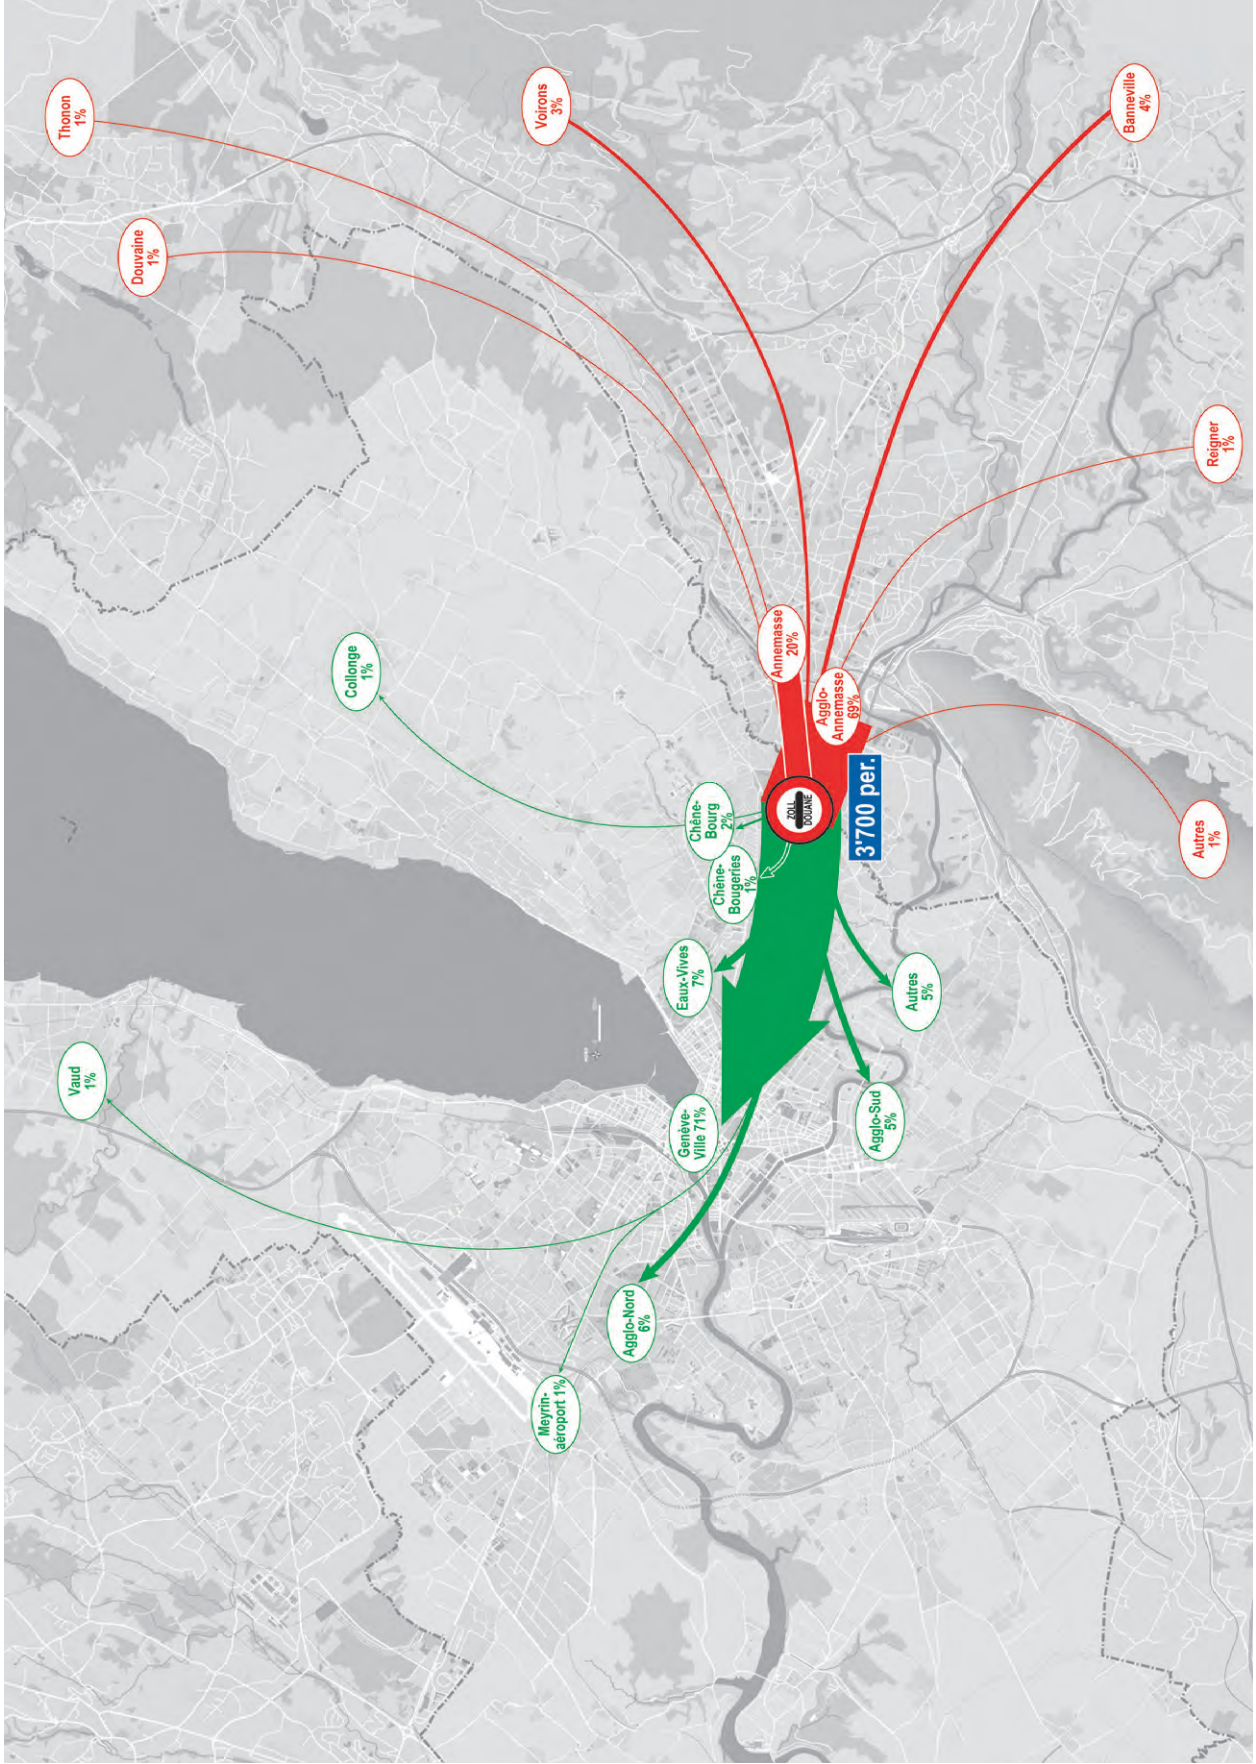 Thonon
1%
Vaud
1%
Douvaine
1%
Collonge
1%
Voirons
3%
Meyrin-
aéroport 1%
Agglo-Nord
6%
Genève-
Ville 71%
Eaux-Vives
7%
Chêne-
Bourg
2%
Chêne-
Bougeries
1%
Annemasse
20%
ZOLL
DOUANE
Agglo-
Annemasse
69%
3'700 per.
Agglo-Sud
5%
Autres
5%
Banneville
4%
Autres
1%
Reigner
1%